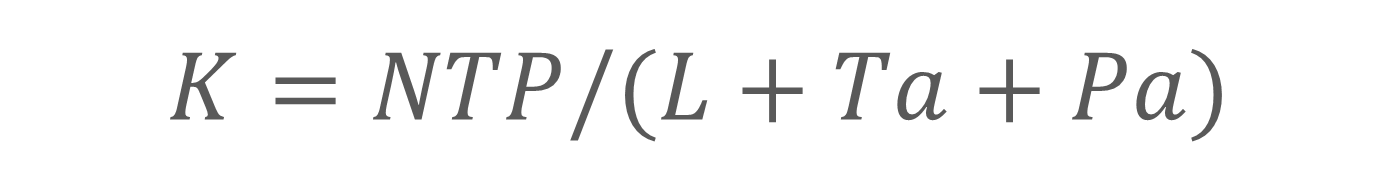 K = NTP/(L + Ta + Pa)